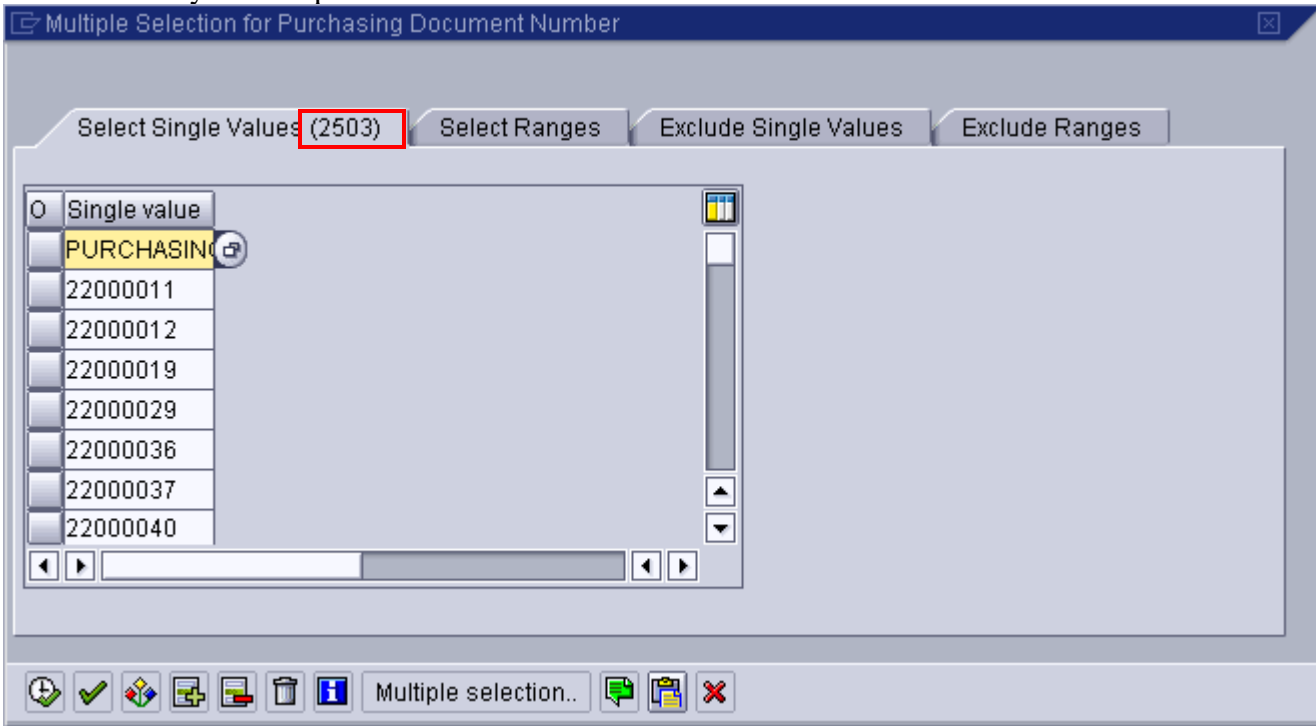 Multiple Selection for Purchasing Document Number
Select Single Values (2503) Select Ranges Exclude Single Values Exclude Ranges
O Single value
PURCHASING
22000011
22000012
22000019
22000029
22000036
22000037
22000040
Multiple selection..